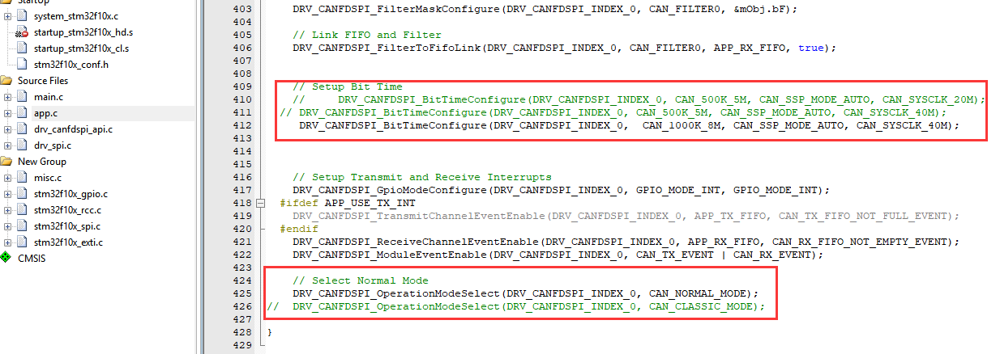 Startup
system_stm32f10x.c
startup_stm32f10x_hd.s
startup_stm32f10x_cl.s
stm32f10x_conf.h
Source Files
main.c
app.c
drv_canfdspi_api.c
drv_spi.c
New Group
misc.c
stm32f10x_gpio.c
stm32f10x_rcc.c
stm32f10x_spi.c
stm32f10x_exti.c
CMSIS
403 DRV_CANFDSPI_FilterMaskConfigure(DRV_CANFDSPI_INDEX_0, CAN_FILTER0, &mObj.bF);
404
405 // Link FIFO and Filter
406 DRV_CANFDSPI_FilterToFifoLink(DRV_CANFDSPI_INDEX_0, CAN_FILTER0, APP_RX_FIFO, true);
407
408
409 // Setup Bit Time
410 // DRV_CANFDSPI_BitTimeConfigure(DRV_CANFDSPI_INDEX_0, CAN_500K_5M, CAN_SSP_MODE_AUTO, CAN_SYSCLK_20M);
411 // DRV_CANFDSPI_BitTimeConfigure(DRV_CANFDSPI_INDEX_0, CAN_500K_5M, CAN_SSP_MODE_AUTO, CAN_SYSCLK_40M);
412 DRV_CANFDSPI_BitTimeConfigure(DRV_CANFDSPI_INDEX_0, CAN_1000K_8M, CAN_SSP_MODE_AUTO, CAN_SYSCLK_40M);
413
414
415
416 // Setup Transmit and Receive Interrupts
417 DRV_CANFDSPI_GpioModeConfigure(DRV_CANFDSPI_INDEX_0, GPIO_MODE_INT, GPIO_MODE_INT);
418 #ifdef APP_USE_TX_INT
419 DRV_CANFDSPI_TransmitChannelEventEnable(DRV_CANFDSPI_INDEX_0, APP_TX_FIFO, CAN_TX_FIFO_NOT_FULL_EVENT);
420 #endif
421 DRV_CANFDSPI_ReceiveChannelEventEnable(DRV_CANFDSPI_INDEX_0, APP_RX_FIFO, CAN_RX_FIFO_NOT_EMPTY_EVENT);
422 DRV_CANFDSPI_ModuleEventEnable(DRV_CANFDSPI_INDEX_0, CAN_TX_EVENT | CAN_RX_EVENT);
423
424 // Select Normal Mode
425 DRV_CANFDSPI_OperationModeSelect(DRV_CANFDSPI_INDEX_0, CAN_NORMAL_MODE);
426 // DRV_CANFDSPI_OperationModeSelect(DRV_CANFDSPI_INDEX_0, CAN_CLASSIC_MODE);
427
428 }
429